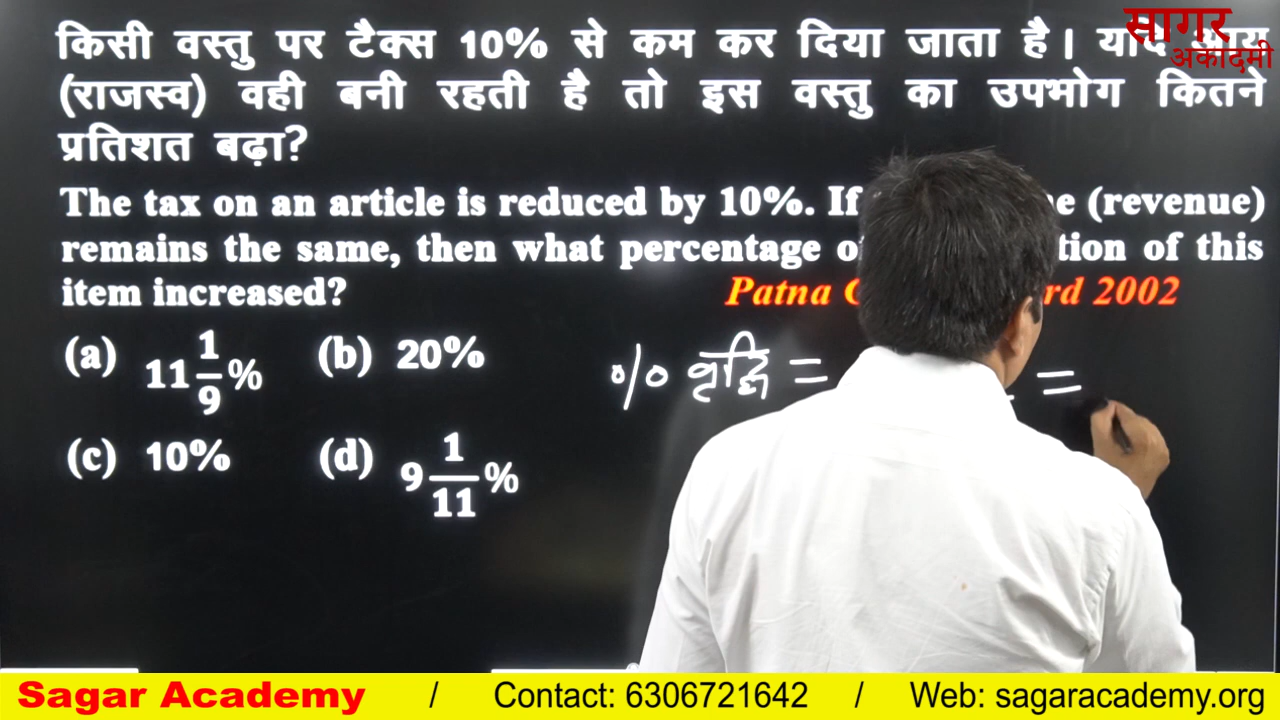 सागर
अकादमी
किसी वस्तु पर टैक्स 10% से कम कर दिया जाता है। यदि आय
(राजस्व) वही बनी रहती है तो इस वस्तु का उपभोग कितने
प्रतिशत बढ़ा?
The tax on an article is reduced by 10%. If (revenue)
remains the same, then what percentage of this
item increased?
Patna 2002
(a) 11 1/9 % (b) 20%
% वृद्धि = =
(c) 10% (d) 9 1/11 %
Sagar Academy / Contact: 6306721642 / Web: sagaracademy.org